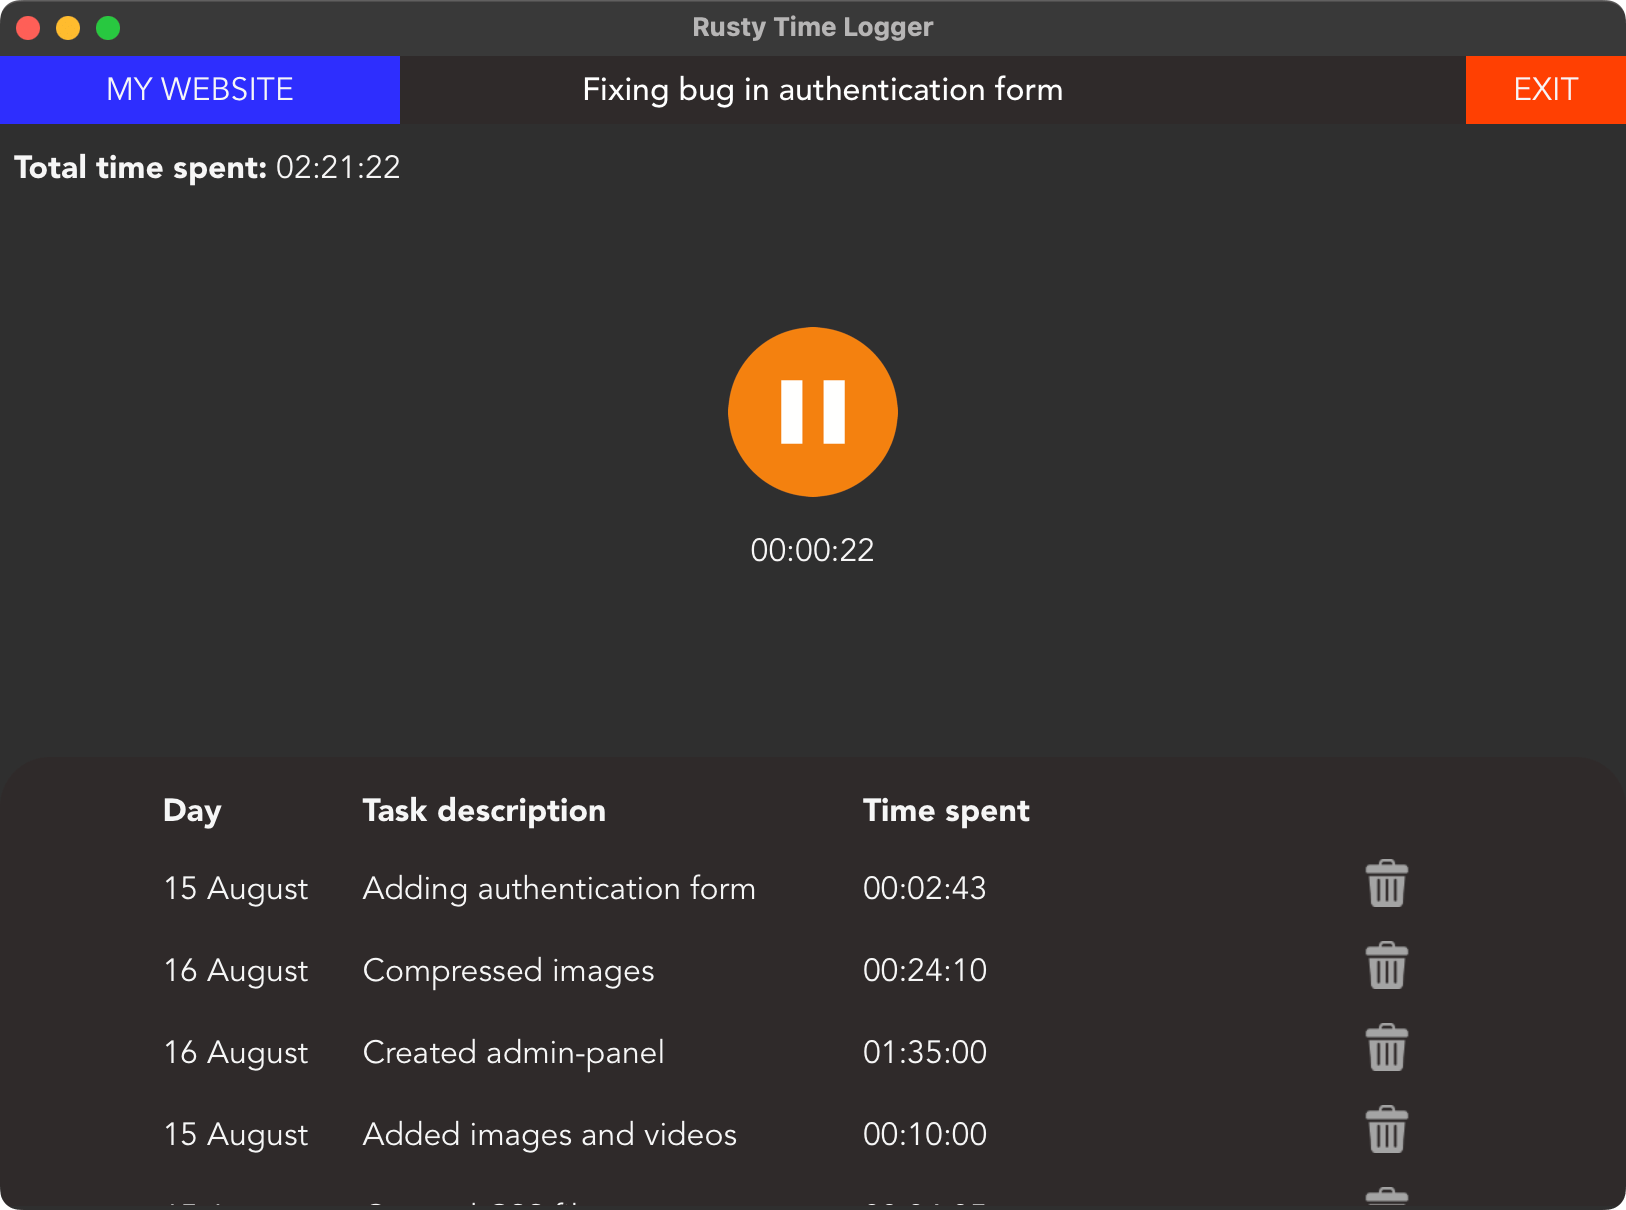 Rusty Time Logger
MY WEBSITE Fixing bug in authentication form EXIT
Total time spent: 02:21:22
00:00:22
Day Task description Time spent
15 August Adding authentication form 00:02:43
16 August Compressed images 00:24:10
16 August Created admin-panel 01:35:00
15 August Added images and videos 00:10:00